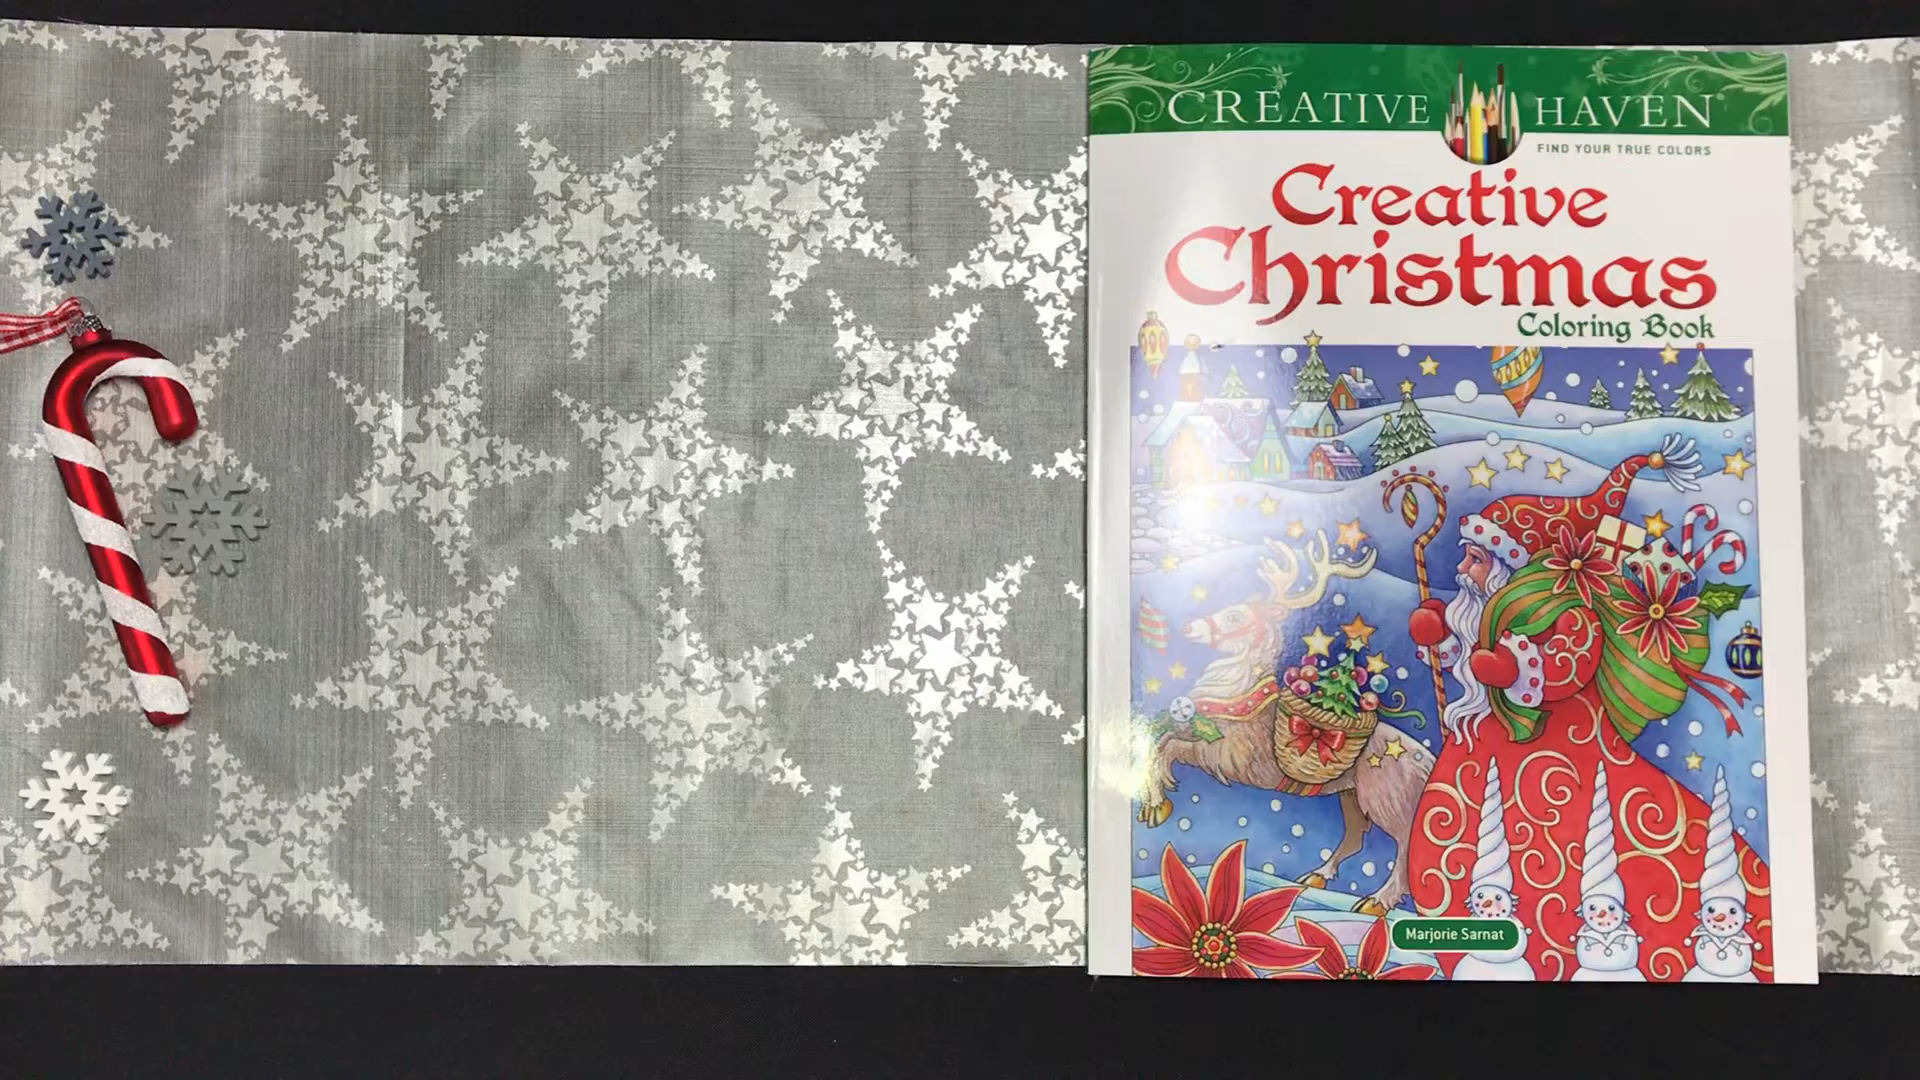 CREATIVE HAVEN
FIND YOUR TRUE COLORS
Creative
Christmas
Coloring Book
Marjorie Sarnat